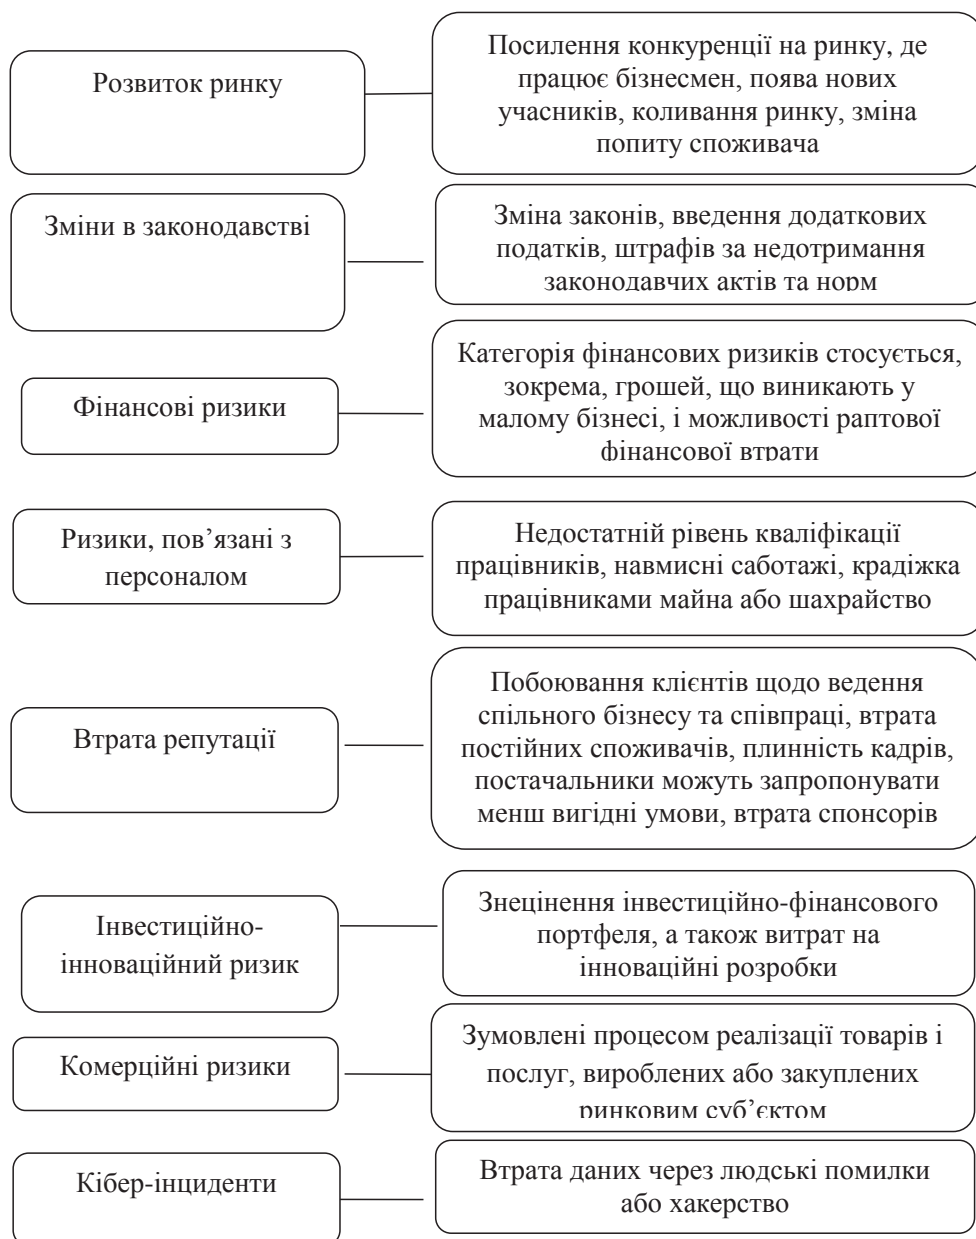 Розвиток ринку
Посилення конкуренції на ринку, де
працює бізнесмен, поява нових
учасників, коливання ринку, зміна
попиту споживача
Зміни в законодавстві
Зміна законів, введення додаткових
податків, штрафів за недотримання
законодавчих актів та норм
Фінансові ризики
Категорія фінансових ризиків стосується,
зокрема, грошей, що виникають у
малому бізнесі, і можливості раптової
фінансової втрати
Ризики, пов’язані з
персоналом
Недостатній рівень кваліфікації
працівників, навмисні саботажі, крадіжка
працівниками майна або шахрайство
Втрата репутації
Побоювання клієнтів щодо ведення
спільного бізнесу та співпраці, втрата
постійних споживачів, плинність кадрів,
постачальники можуть запропонувати
менш вигідні умови, втрата спонсорів
Інвестиційно-
інноваційний ризик
Знецінення інвестиційно-фінансового
портфеля, а також витрат на
інноваційні розробки
Комерційні ризики
Зумовлені процесом реалізації товарів і
послуг, вироблених або закуплених
ринковим суб’єктом
Кібер-інциденти
Втрата даних через людські помилки
або хакерство